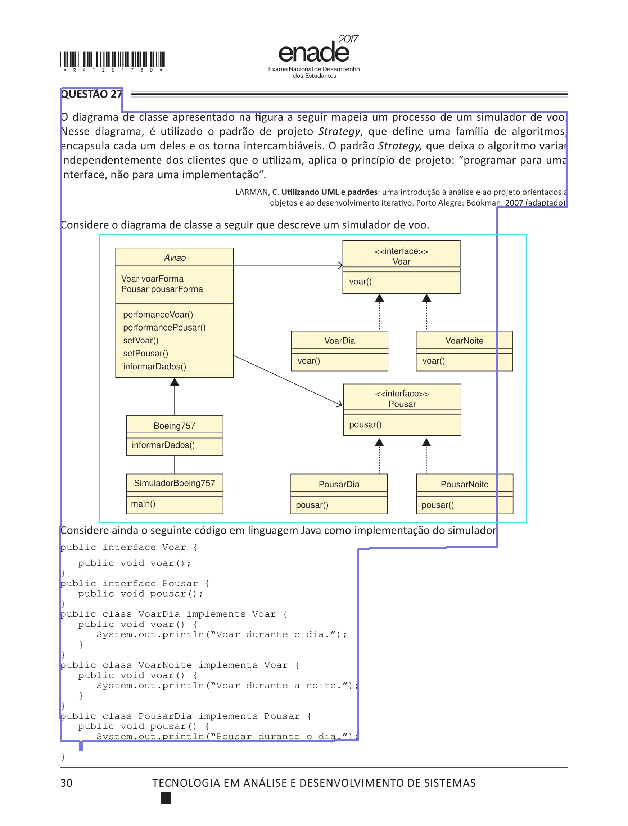 2017
enade
Exame Nacional de Desempenho
dos Estudantes
QUESTÃO 27
O diagrama de classe apresentado na figura a seguir mapeia um processo de um simulador de voo.
Nesse diagrama, é utilizado o padrão de projeto Strategy, que define uma família de algoritmos,
encapsula cada um deles e os torna intercambiáveis. O padrão Strategy, que deixa o algoritmo variar
independentemente dos clientes que o utilizam, aplica o princípio de projeto: “programar para uma
interface, não para uma implementação”.
LARMAN, C. Utilizando UML e padrões: uma introdução à análise e ao projeto orientados a
objetos e ao desenvolvimento iterativo. Porto Alegre: Bookman, 2007 (adaptado).
Considere o diagrama de classe a seguir que descreve um simulador de voo.
Aviao
Voar voarForma
Pousar pousarForma
perfomanceVoar()
performancePousar()
setVoar()
setPousar()
informarDados()
<<interface>>
Voar
voar()
VoarDia
voar()
VoarNoite
voar()
<<interface>>
Pousar
pousar()
Boeing757
informarDados()
SimuladorBoeing757
main()
PousarDia
pousar()
PousarNoite
pousar()
Considere ainda o seguinte código em linguagem Java como implementação do simulador
public interface Voar {
public void voar();
}
public interface Pousar {
public void pousar();
}
public class VoarDia implements Voar {
public void voar() {
System.out.println(“Voar durante o dia.”);
}
}
public class VoarNoite implements Voar {
public void voar() {
System.out.println(“Voar durante a noite.”);
}
}
public class PousarDia implements Pousar {
public void pousar() {
System.out.println(“Pousar durante o dia.”);
}
30 TECNOLOGIA EM ANÁLISE E DESENVOLVIMENTO DE SISTEMAS